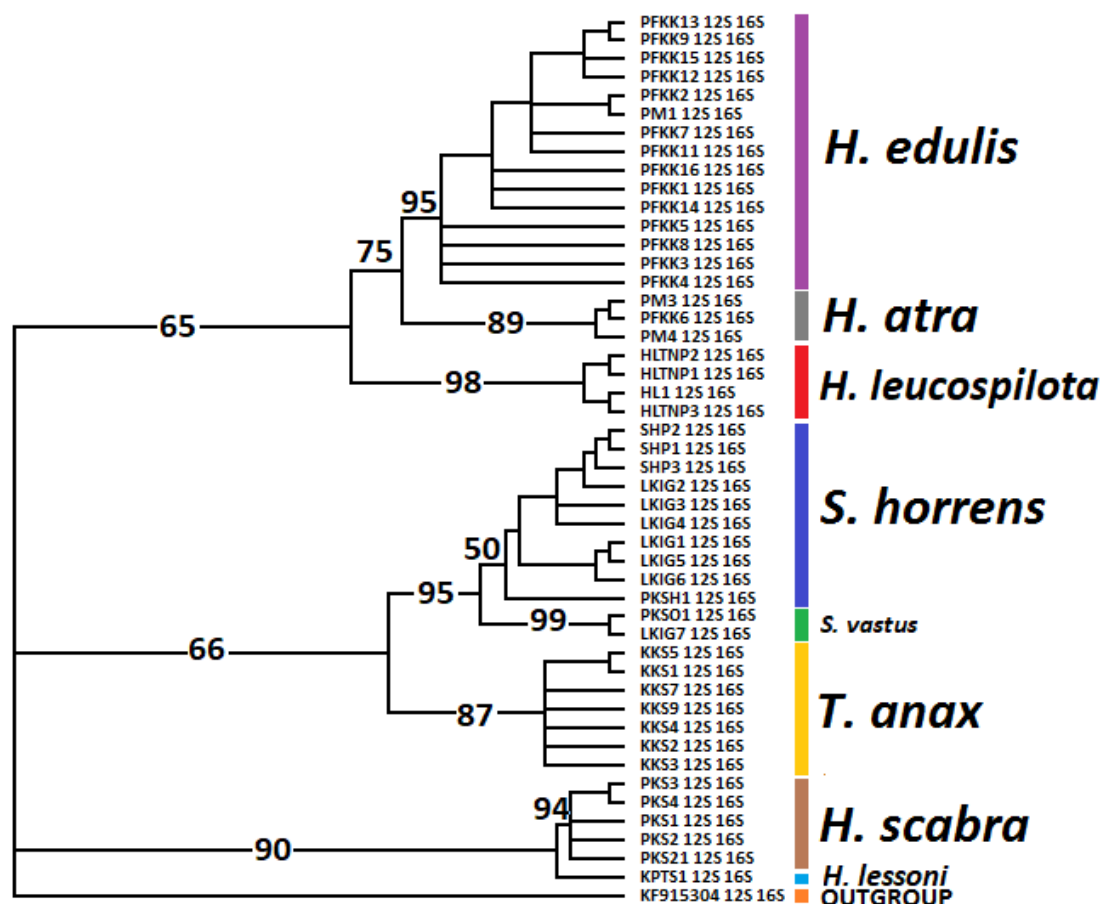 PFKK13 12S 16S
PFKK9 12S 16S
PFKK15 12S 16S
PFKK12 12S 16S
PFKK2 12S 16S
PM1 12S 16S
PFKK7 12S 16S
H. edulis
PFKK11 12S 16S
PFKK16 12S 16S
PFKK1 12S 16S
95
PFKK14 12S 16S
PFKK5 12S 16S
75
PFKK8 12S 16S
PFKK3 12S 16S
PFKK4 12S 16S
PM3 12S 16S
65
89
PFKK6 12S 16S
H. atra
PM4 12S 16S
HLTNP2 12S 16S
HLTNP1 12S 16S
98
H. leucospilota
HL1 12S 16S
HLTNP3 12S 16S
SHP2 12S 16S
SHP1 12S 16S
SHP3 12S 16S
LKIG2 12S 16S
LKIG3 12S 16S
S. horrens
LKIG4 12S 16S
50
LKIG1 12S 16S
LKIG5 12S 16S
LKIG6 12S 16S
95
PKSH1 12S 16S
PKSO1 12S 16S
99
S. vastus
LKIG7 12S 16S
66
KKS5 12S 16S
KKS1 12S 16S
KKS7 12S 16S
87
KKS9 12S 16S
T. anax
KKS4 12S 16S
KKS2 12S 16S
KKS3 12S 16S
PKS3 12S 16S
94
PKS4 12S 16S
PKS1 12S 16S
H. scabra
PKS2 12S 16S
90
PKS21 12S 16S
KPTS1 12S 16S
H. lessoni
KF915304 12S 16S
OUTGROUP